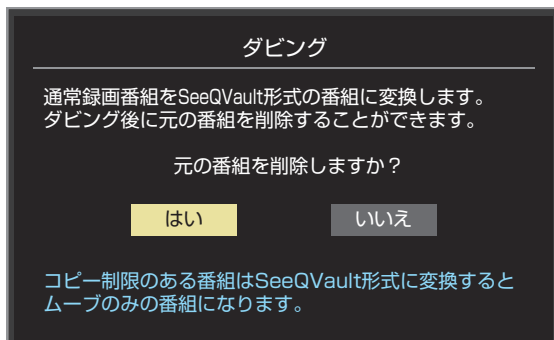 ダビング
通常録画番組をSeeQVault形式の番組に変換します。
ダビング後に元の番組を削除することができます。
元の番組を削除しますか？
はい
いいえ
コピー制限のある番組はSeeQVault形式に変換すると
ムーブのみの番組になります。